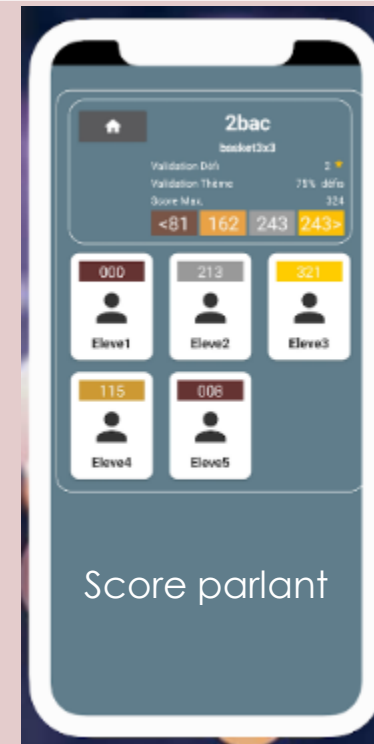 2bac
basket3x3
Validation Défi 2 ★
Validation Thème 75% défis
Score Max. 324
<81 162 243 243>
000 213 321
Eleve1 Eleve2 Eleve3
115 006
Eleve4 Eleve5
Score parlant